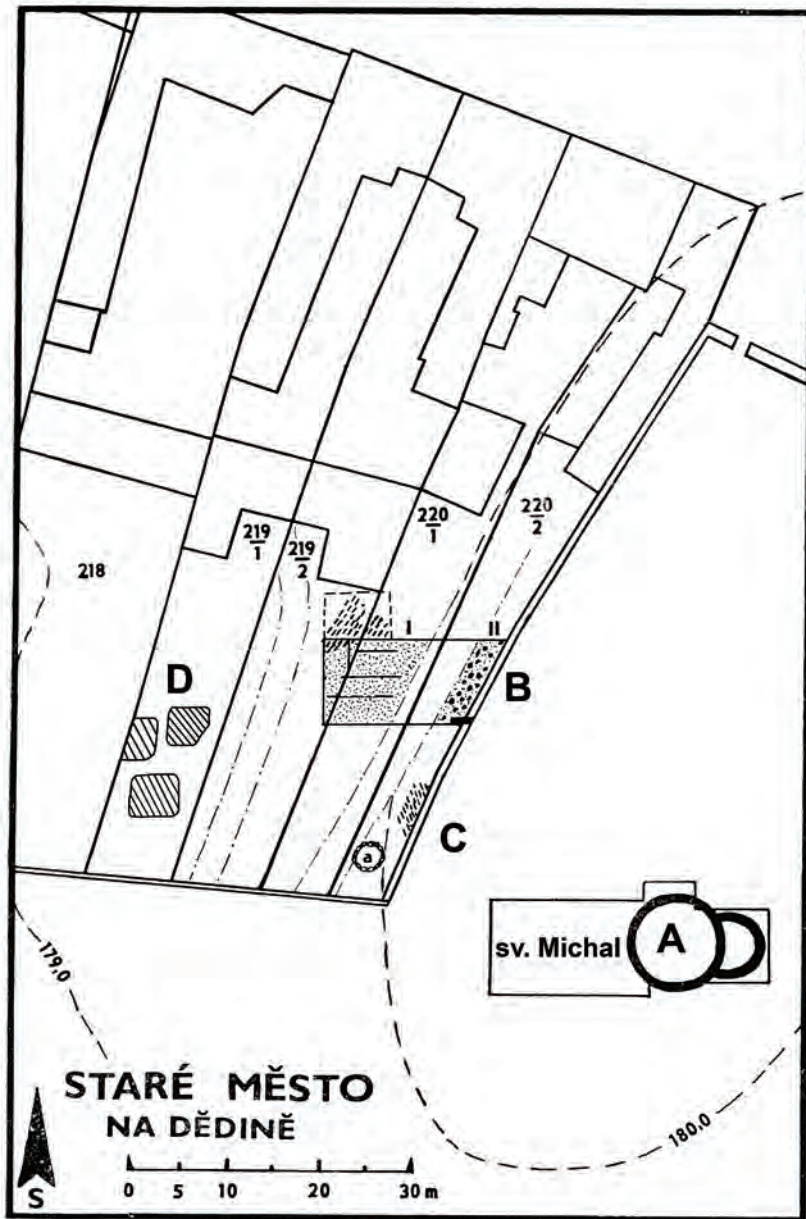 219
1
219
2
220
1
220
2
218
I
II
D
B
C
a
sv. Michal
A
179.0
180.0
STARÉ MĚSTO
NA DĚDINĚ
S
0 5 10 20 30 m